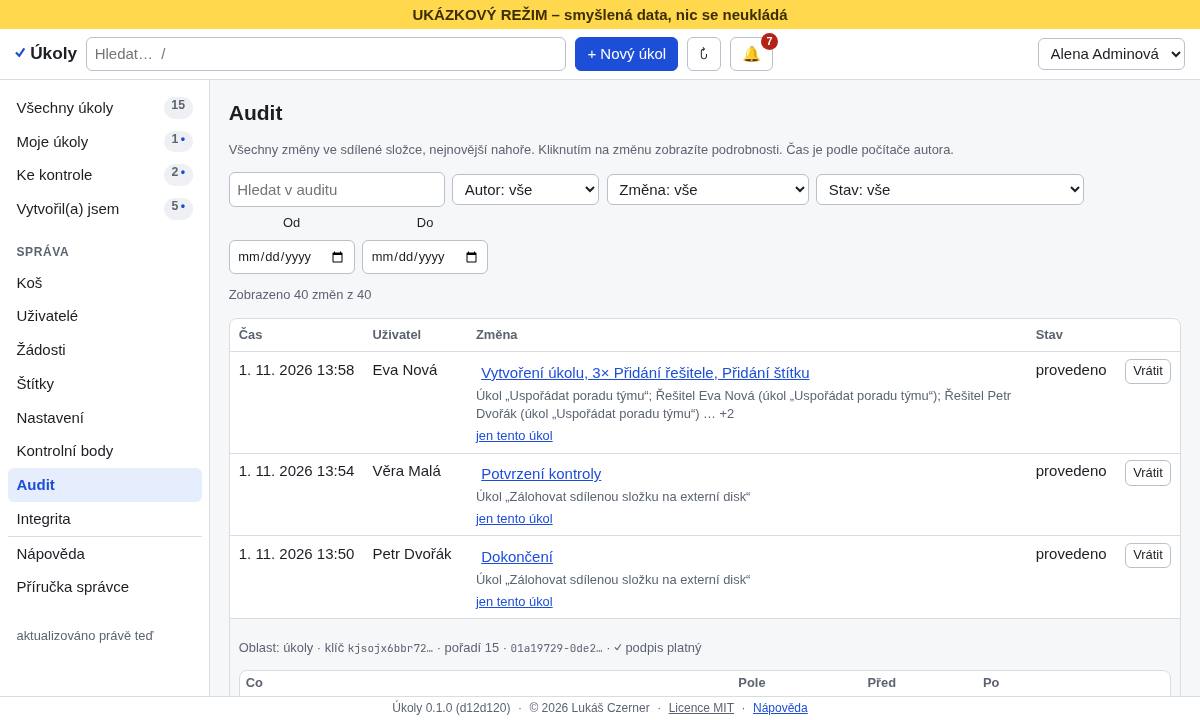 UKÁZKOVÝ REŽIM – smyšlená data, nic se neukládá
Úkoly
Hledat… /
+ Nový úkol
7
Alena Adminová
Všechny úkoly 15
Moje úkoly 1 •
Ke kontrole 2 •
Vytvořil(a) jsem 5 •
SPRÁVA
Koš
Uživatelé
Žádosti
Štítky
Nastavení
Kontrolní body
Audit
Integrita
Nápověda
Příručka správce
aktualizováno právě teď
Audit
Všechny změny ve sdílené složce, nejnovější nahoře. Kliknutím na změnu zobrazíte podrobnosti. Čas je podle počítače autora.
Hledat v auditu
Autor: vše
Změna: vše
Stav: vše
Od Do
mm/dd/yyyy mm/dd/yyyy
Zobrazeno 40 změn z 40
Čas Uživatel Změna Stav
1. 11. 2026 13:58 Eva Nová Vytvoření úkolu, 3× Přidání řešitele, Přidání štítku provedeno Vrátit
Úkol „Uspořádat poradu týmu“; Řešitel Eva Nová (úkol „Uspořádat poradu týmu“); Řešitel Petr
Dvořák (úkol „Uspořádat poradu týmu“) … +2
jen tento úkol
1. 11. 2026 13:54 Věra Malá Potvrzení kontroly provedeno Vrátit
Úkol „Zálohovat sdílenou složku na externí disk“
jen tento úkol
1. 11. 2026 13:50 Petr Dvořák Dokončení provedeno Vrátit
Úkol „Zálohovat sdílenou složku na externí disk“
jen tento úkol
Oblast: úkoly · klíč kjsojx6bbr72… · pořadí 15 · 01a19729-0de2… · ✓ podpis platný
Co Pole Před Po
Úkoly 0.1.0 (d12d120) · © 2026 Lukáš Czerner · Licence MIT · Nápověda